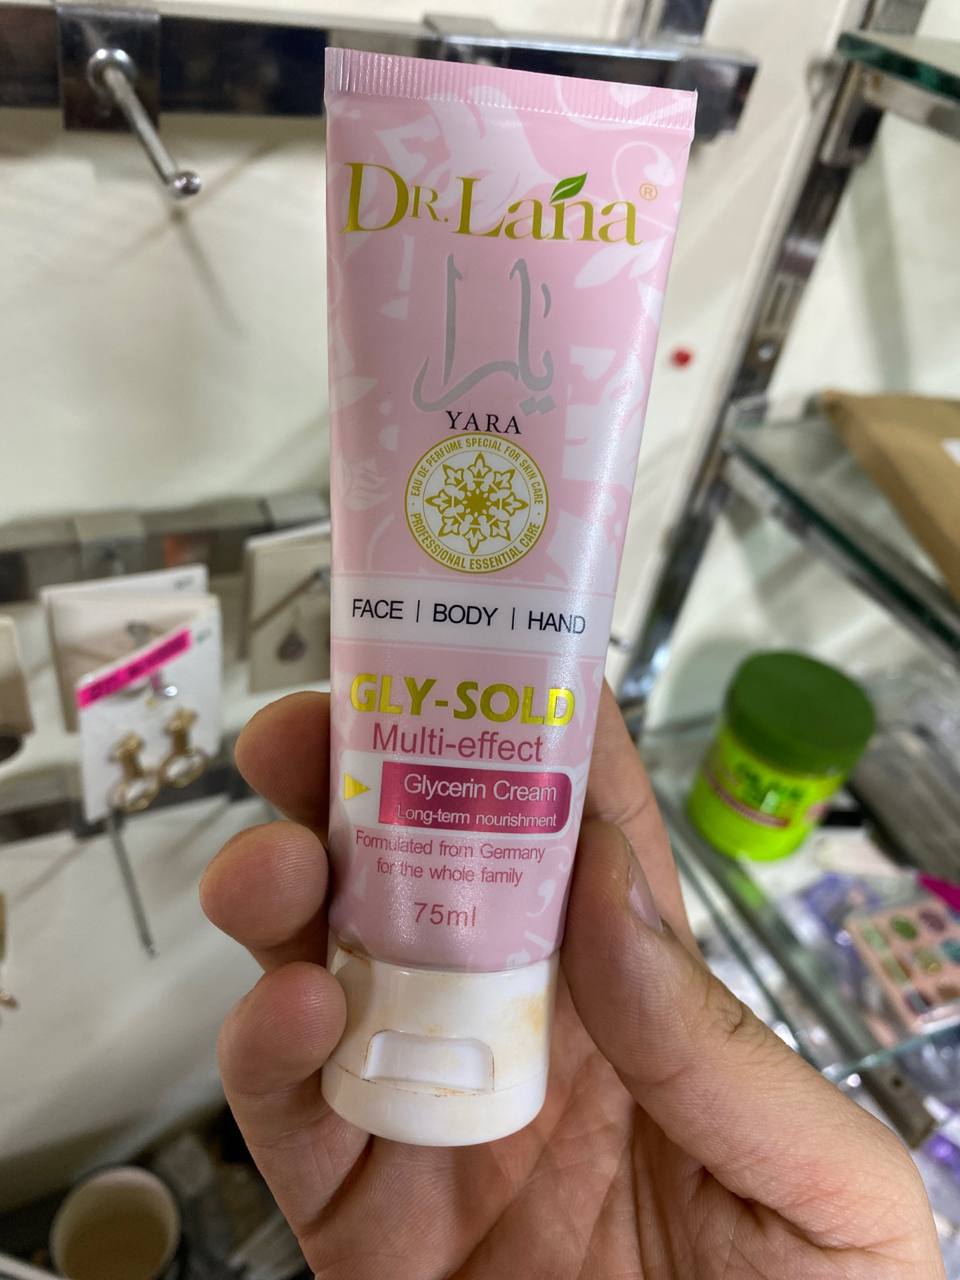 DR. Lana®
يارا
YARA
· EAU DE PERFUME SPECIAL FOR SKIN CARE ·
PROFESSIONAL ESSENTIAL CARE
FACE | BODY | HAND
GLY-SOLD
Multi-effect
Glycerin Cream
Long-term nourishment
Formulated from Germany
for the whole family
75ml